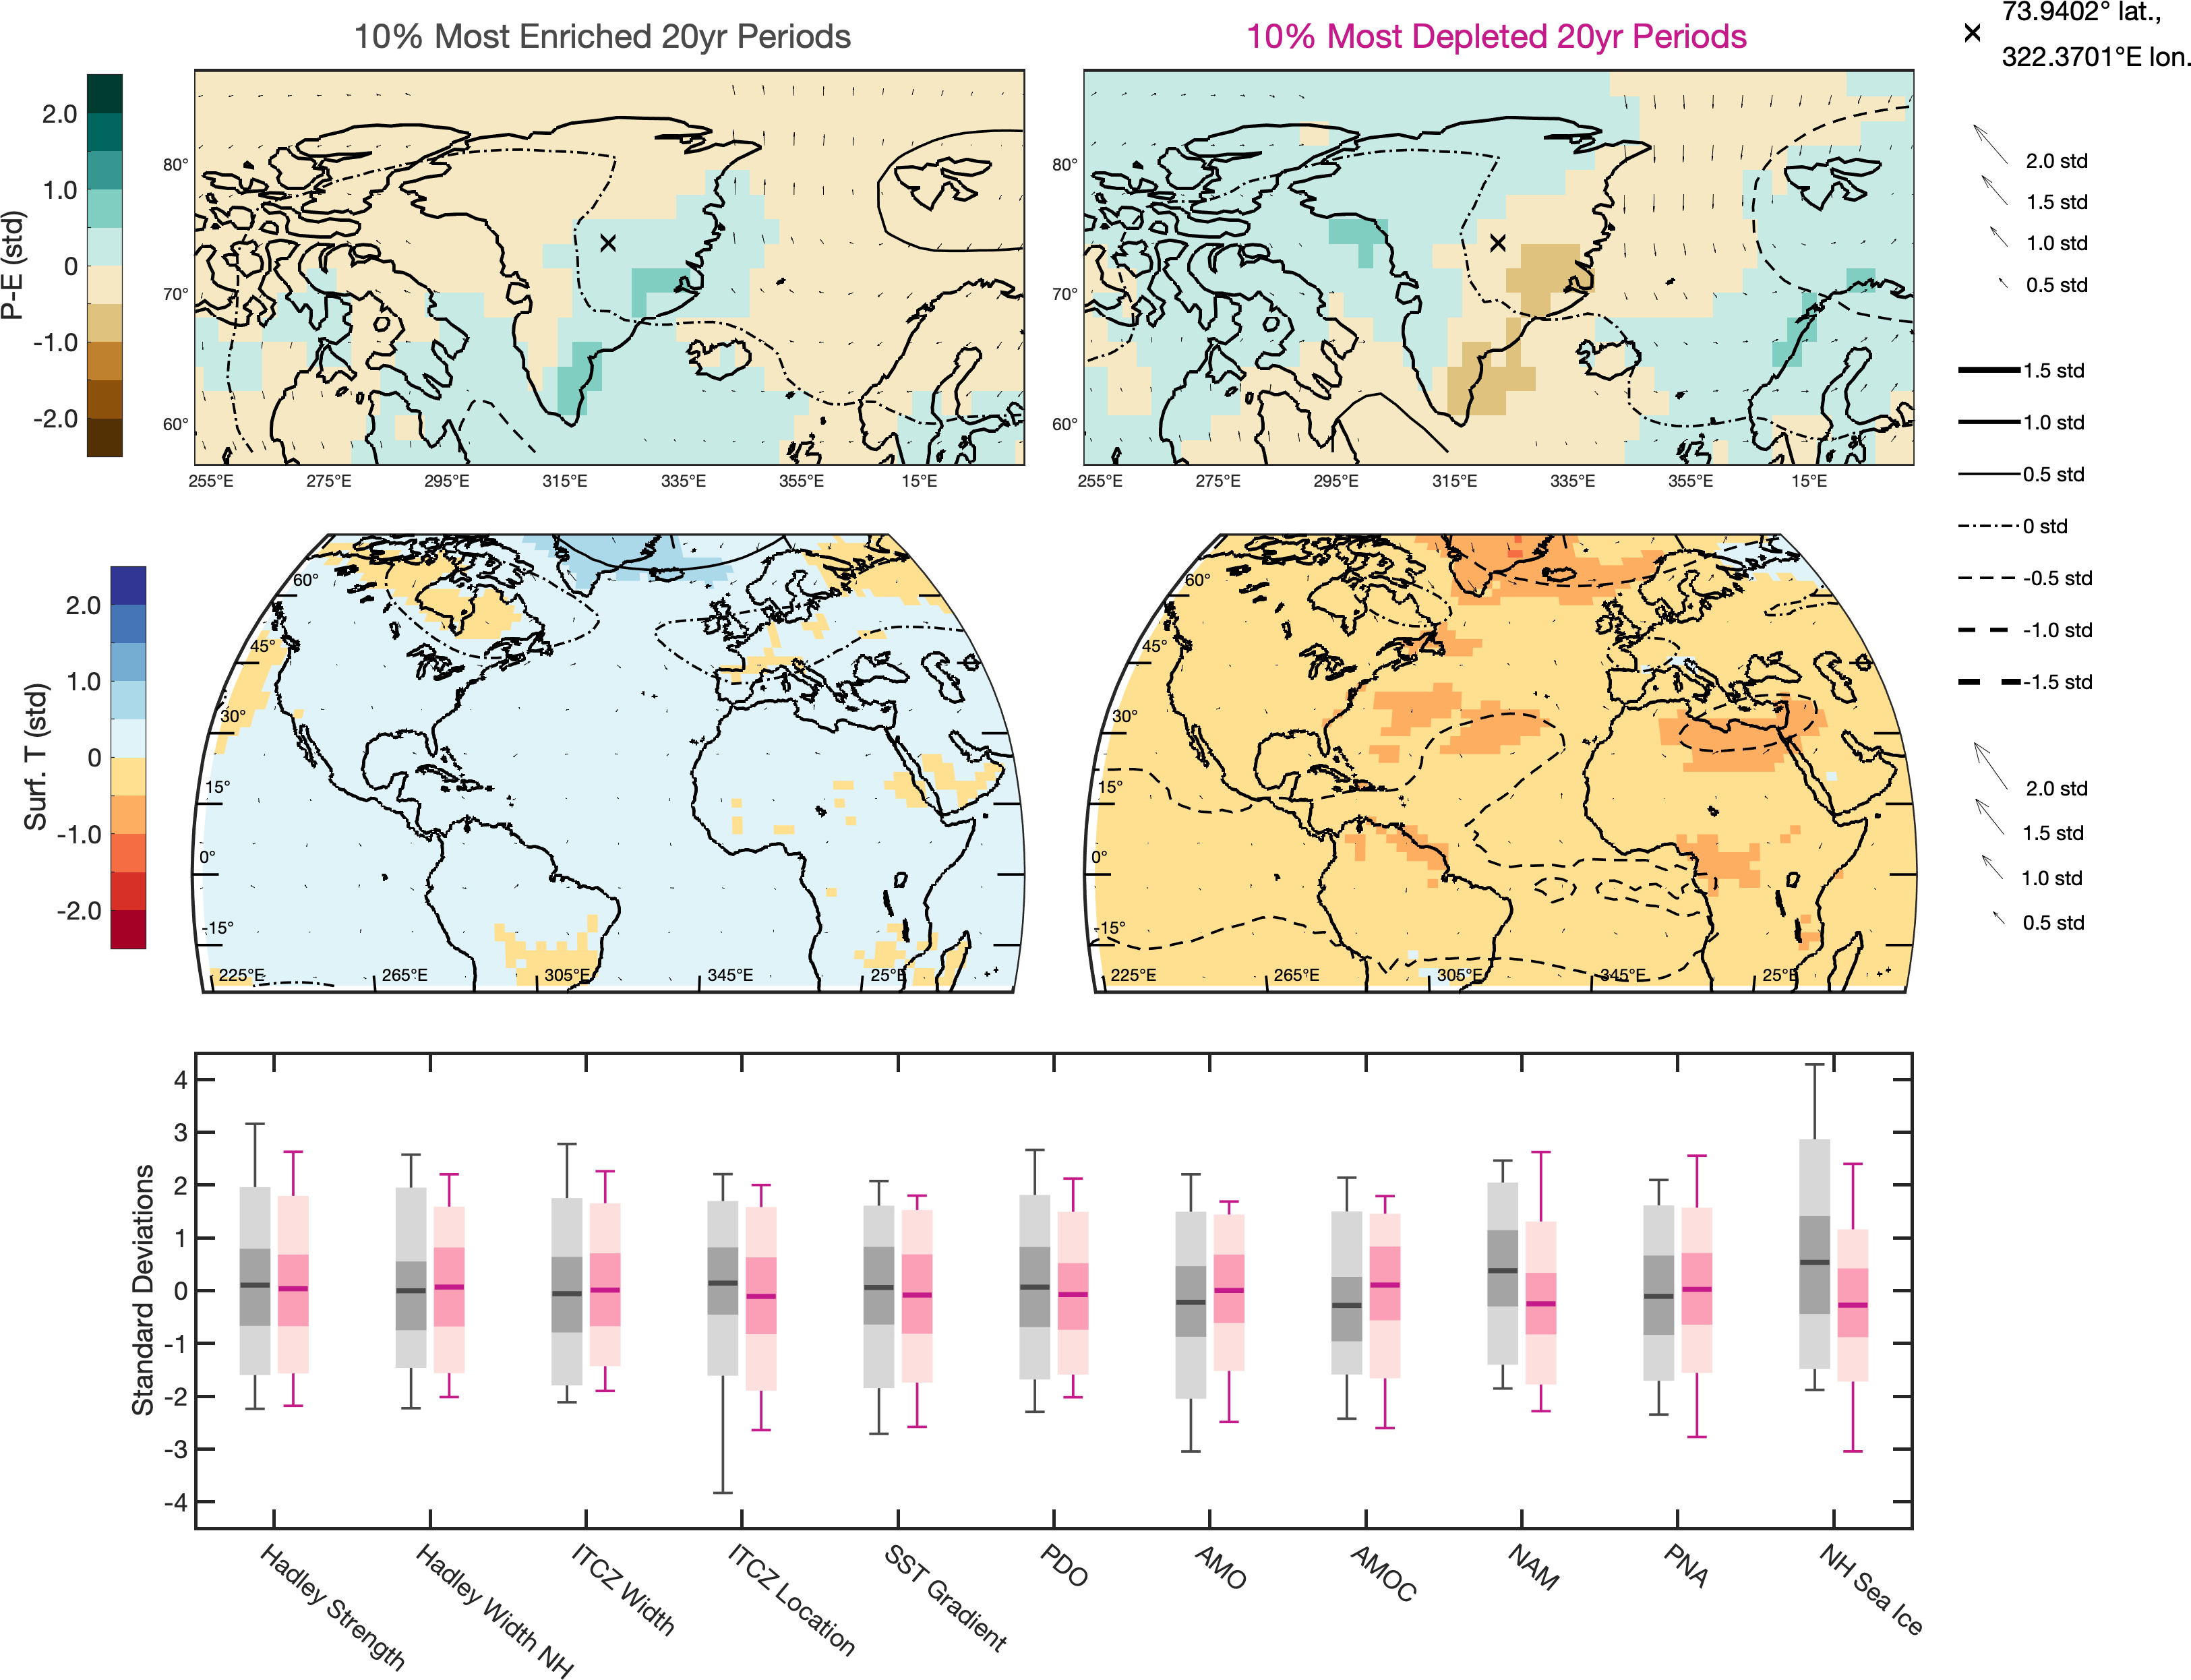 10% Most Enriched 20yr Periods
10% Most Depleted 20yr Periods
73.9402° lat.,
322.3701°E lon.
P-E (std)
2.0
1.0
0
-1.0
-2.0
80°
70°
60°
255°E 275°E 295°E 315°E 335°E 355°E 15°E
80°
70°
60°
255°E 275°E 295°E 315°E 335°E 355°E 15°E
2.0 std
1.5 std
1.0 std
0.5 std
1.5 std
1.0 std
0.5 std
0 std
-0.5 std
-1.0 std
-1.5 std
Surf. T (std)
2.0
1.0
0
-1.0
-2.0
60°
45°
30°
15°
0°
-15°
225°E 265°E 305°E 345°E 25°E
60°
45°
30°
15°
0°
-15°
225°E 265°E 305°E 345°E 25°E
2.0 std
1.5 std
1.0 std
0.5 std
Standard Deviations
4
3
2
1
0
-1
-2
-3
-4
Hadley Strength
Hadley Width NH
ITCZ Width
ITCZ Location
SST Gradient
PDO
AMO
AMOC
NAM
PNA
NH Sea Ice